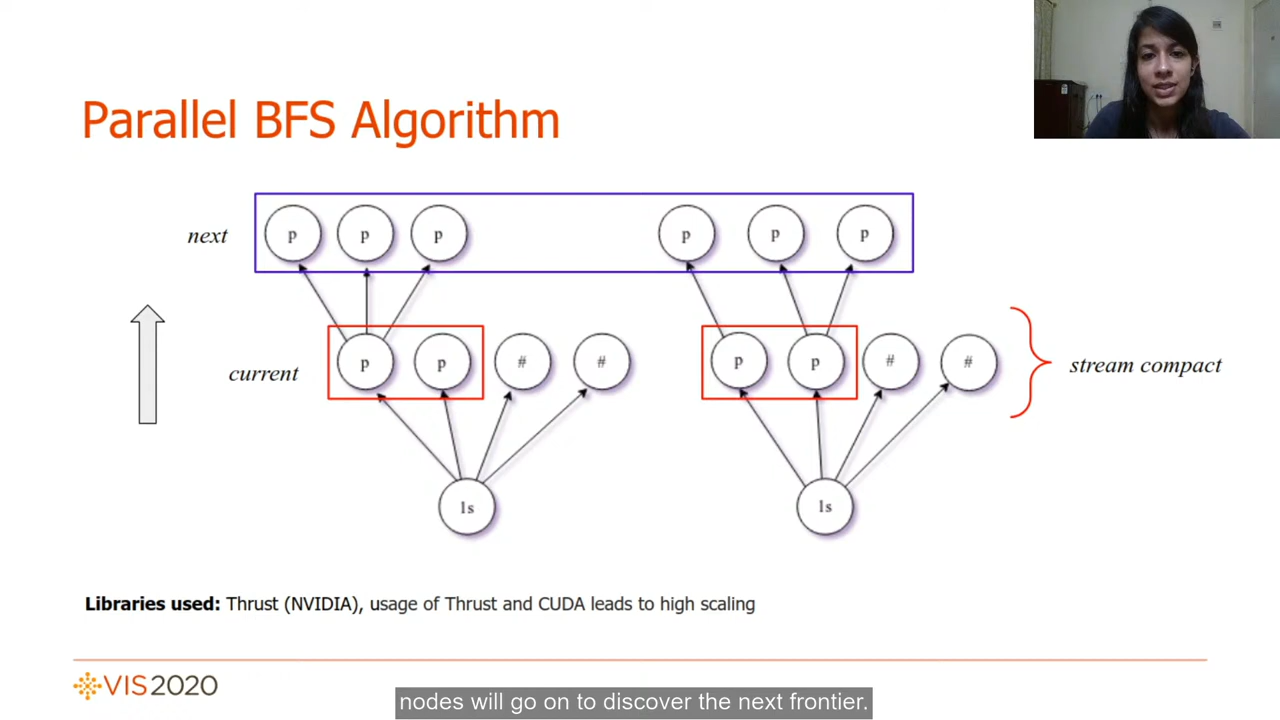 Parallel BFS Algorithm
next
p p p p p p
current
p p # # p p # #
stream compact
1s 1s
Libraries used: Thrust (NVIDIA), usage of Thrust and CUDA leads to high scaling
VIS2020
nodes will go on to discover the next frontier.